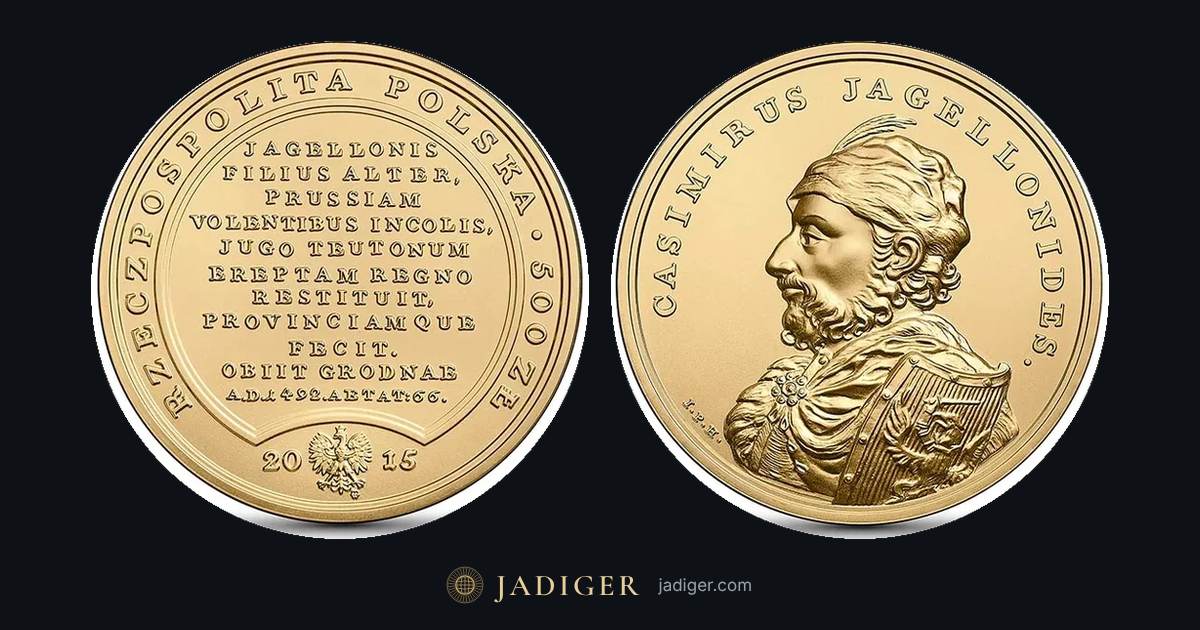 RZECZPOSPOLITA POLSKA · 500 ZŁ
JAGELLONIS
FILIUS ALTER,
PRUSSIAM
VOLENTIBUS INCOLIS,
JUGO TEUTONUM
EREPTAM REGNO
RESTITUIT,
PROVINCIAMQUE
FECIT.
OBIIT GRODNAE
A.D.1492.AETAT:66.
20 15
CASIMIRUS JAGELLONIDES.
I.P.H.
JADIGER
jadiger.com